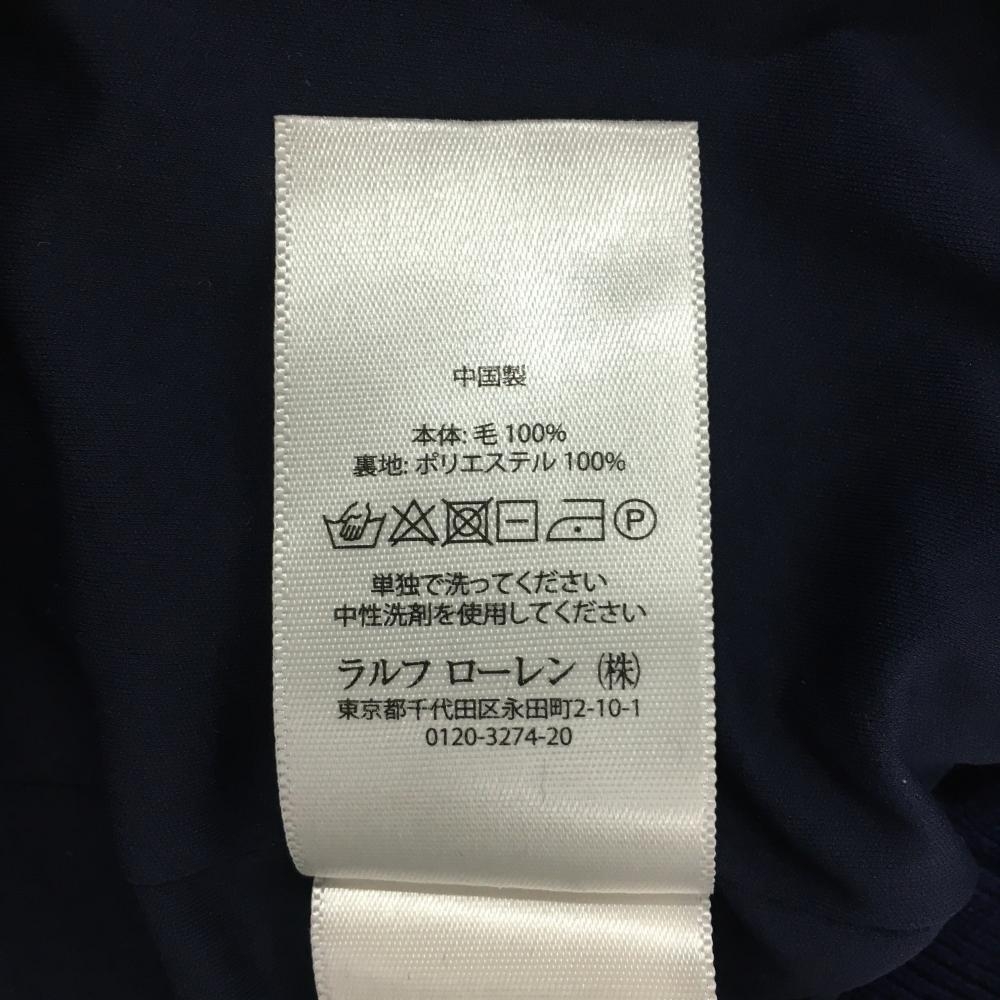 中国製
本体: 毛 100%
裏地: ポリエステル 100%
P
単独で洗ってください
中性洗剤を使用してください
ラルフ ローレン (株)
東京都千代田区永田町2-10-1
0120-3274-20